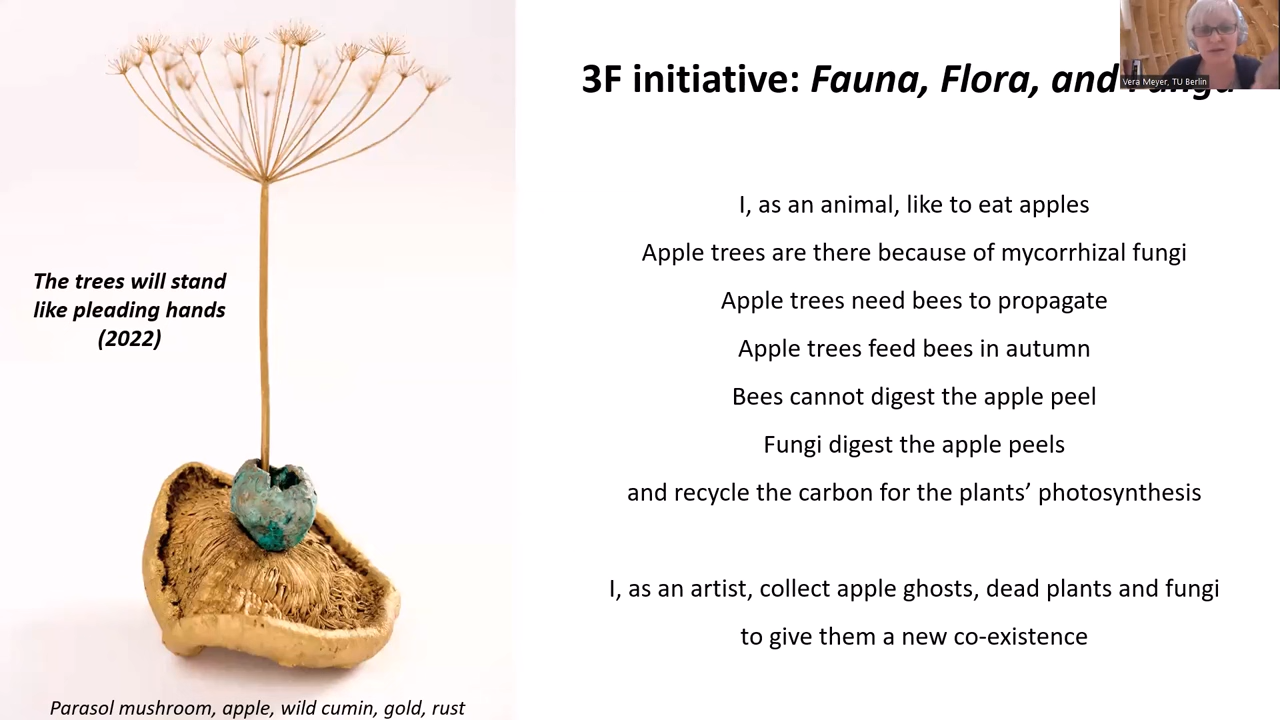 3F initiative: Fauna, Flora, and
Vera Meyer, TU Berlin
I, as an animal, like to eat apples
Apple trees are there because of mycorrhizal fungi
Apple trees need bees to propagate
Apple trees feed bees in autumn
Bees cannot digest the apple peel
Fungi digest the apple peels
and recycle the carbon for the plants’ photosynthesis
I, as an artist, collect apple ghosts, dead plants and fungi
to give them a new co-existence
The trees will stand
like pleading hands
(2022)
Parasol mushroom, apple, wild cumin, gold, rust